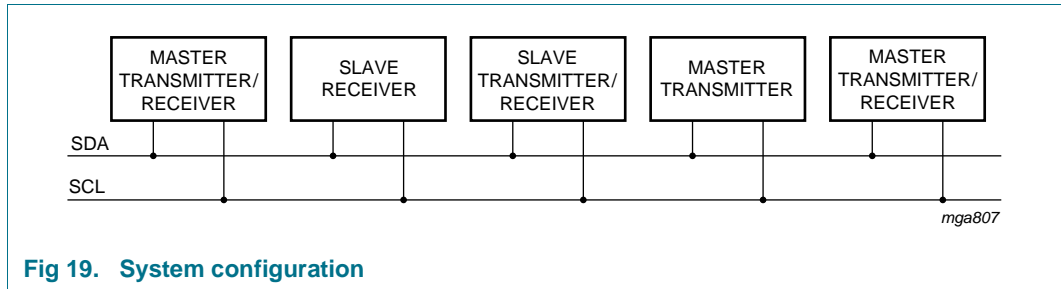 MASTER
TRANSMITTER/
RECEIVER
SLAVE
RECEIVER
SLAVE
TRANSMITTER/
RECEIVER
MASTER
TRANSMITTER
MASTER
TRANSMITTER/
RECEIVER
SDA
SCL
mga807
Fig 19. System configuration